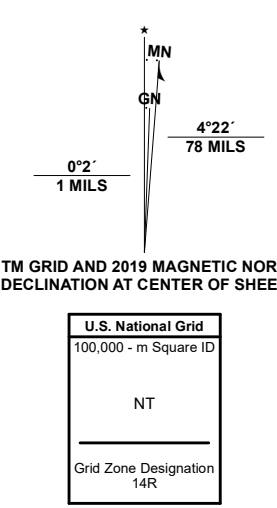 ★
MN
GN
4°22´
78 MILS
0°2´
1 MILS
TM GRID AND 2019 MAGNETIC NOR
DECLINATION AT CENTER OF SHEE
U.S. National Grid
100,000 - m Square ID
NT
Grid Zone Designation
14R